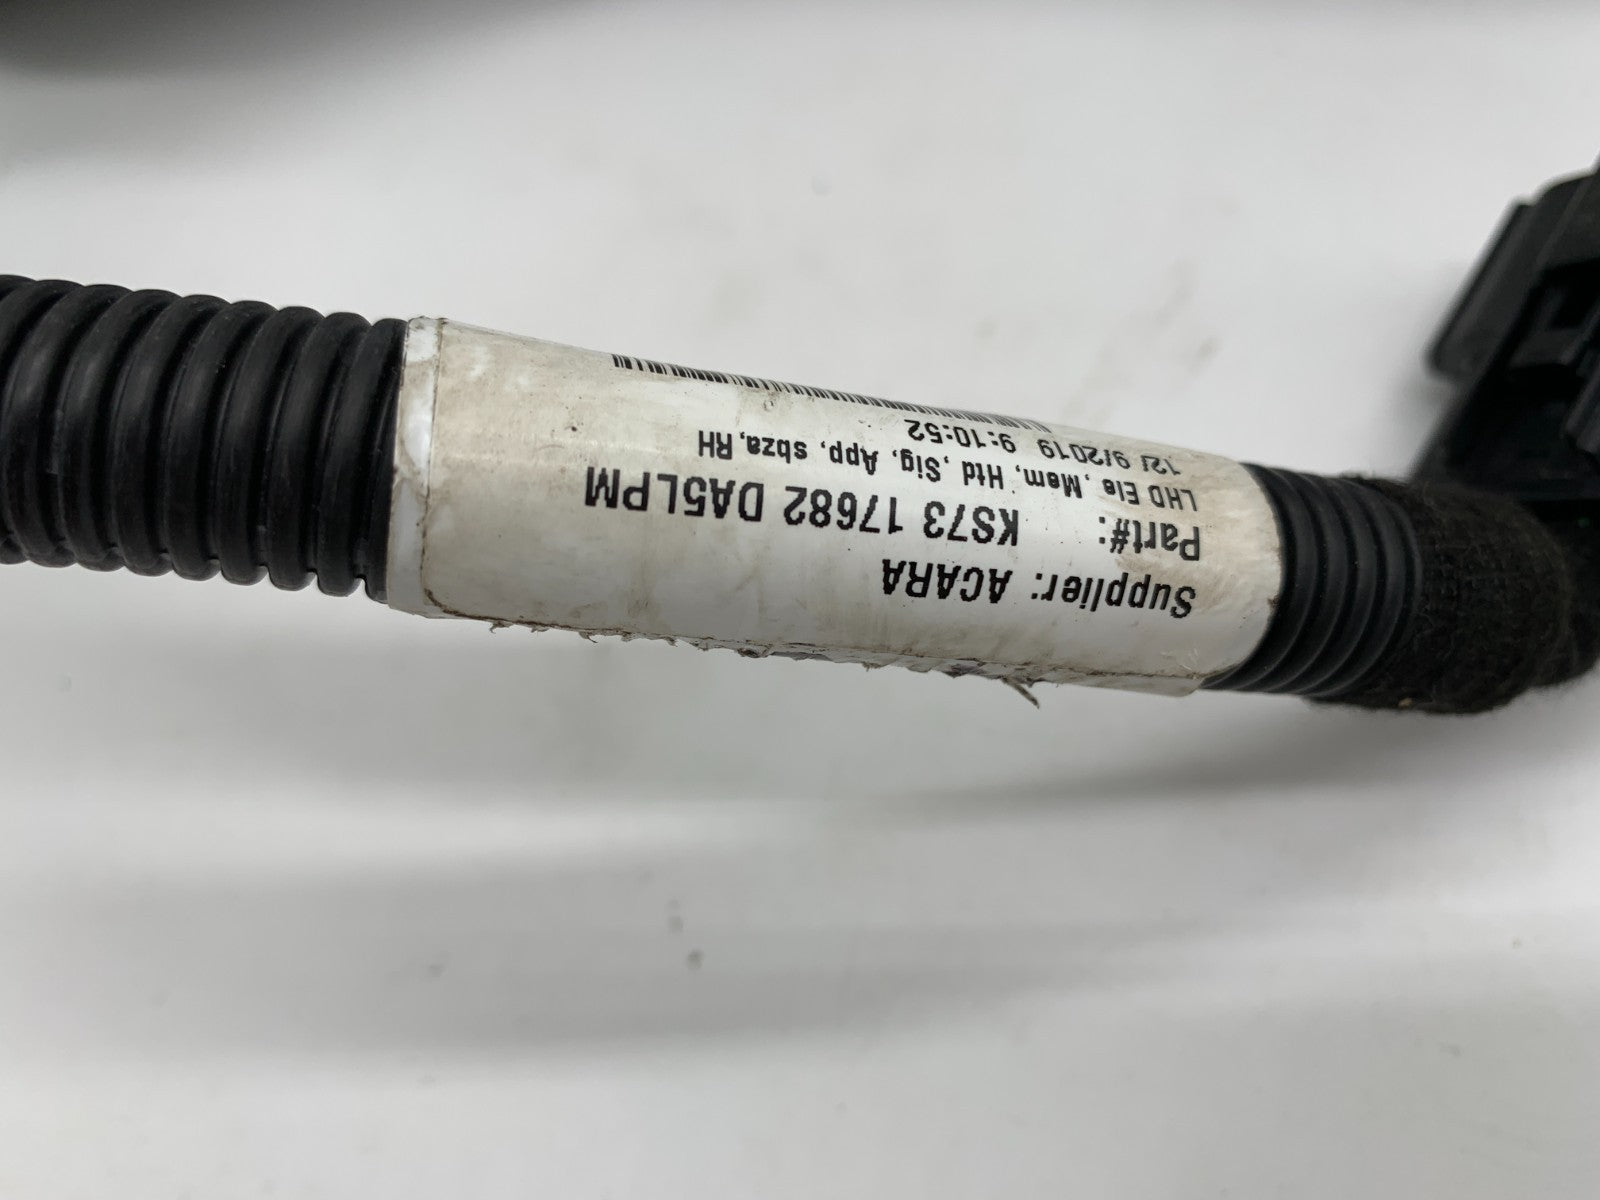 Supplier: ACARA
Part#: KS73 17682 DA5LPM
LHD Ele, Mem, Htd, Sig, App, sbza, RH
12/ 9/2019 9:10:52